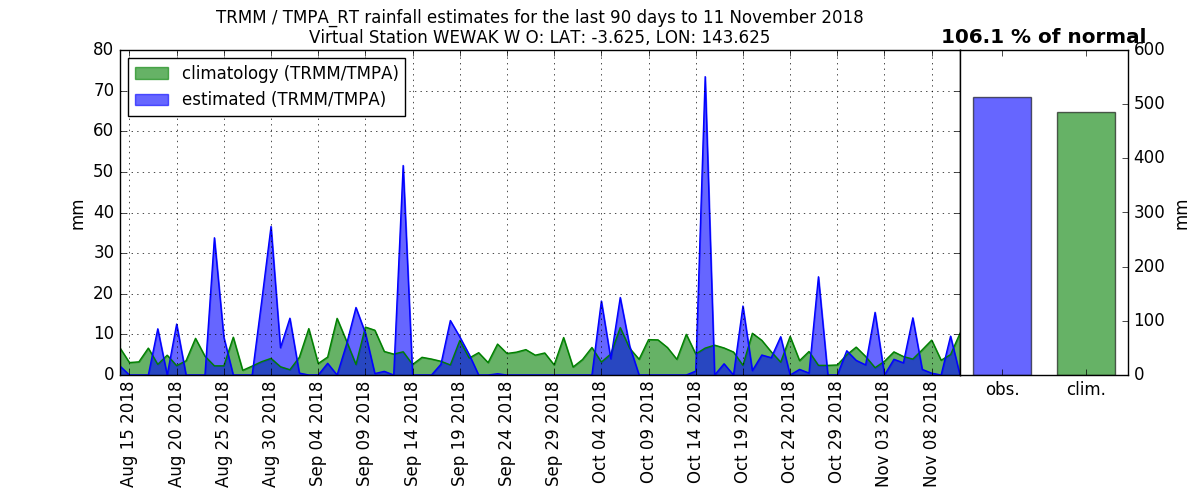 TRMM / TMPA_RT rainfall estimates for the last 90 days to 11 November 2018
Virtual Station WEWAK W O: LAT: -3.625, LON: 143.625
106.1 % of normal
climatology (TRMM/TMPA)
estimated (TRMM/TMPA)
80
70
60
50
40
30
20
10
0
mm
Aug 15 2018
Aug 20 2018
Aug 25 2018
Aug 30 2018
Sep 04 2018
Sep 09 2018
Sep 14 2018
Sep 19 2018
Sep 24 2018
Sep 29 2018
Oct 04 2018
Oct 09 2018
Oct 14 2018
Oct 19 2018
Oct 24 2018
Oct 29 2018
Nov 03 2018
Nov 08 2018
600
500
400
300
200
100
0
mm
obs.
clim.